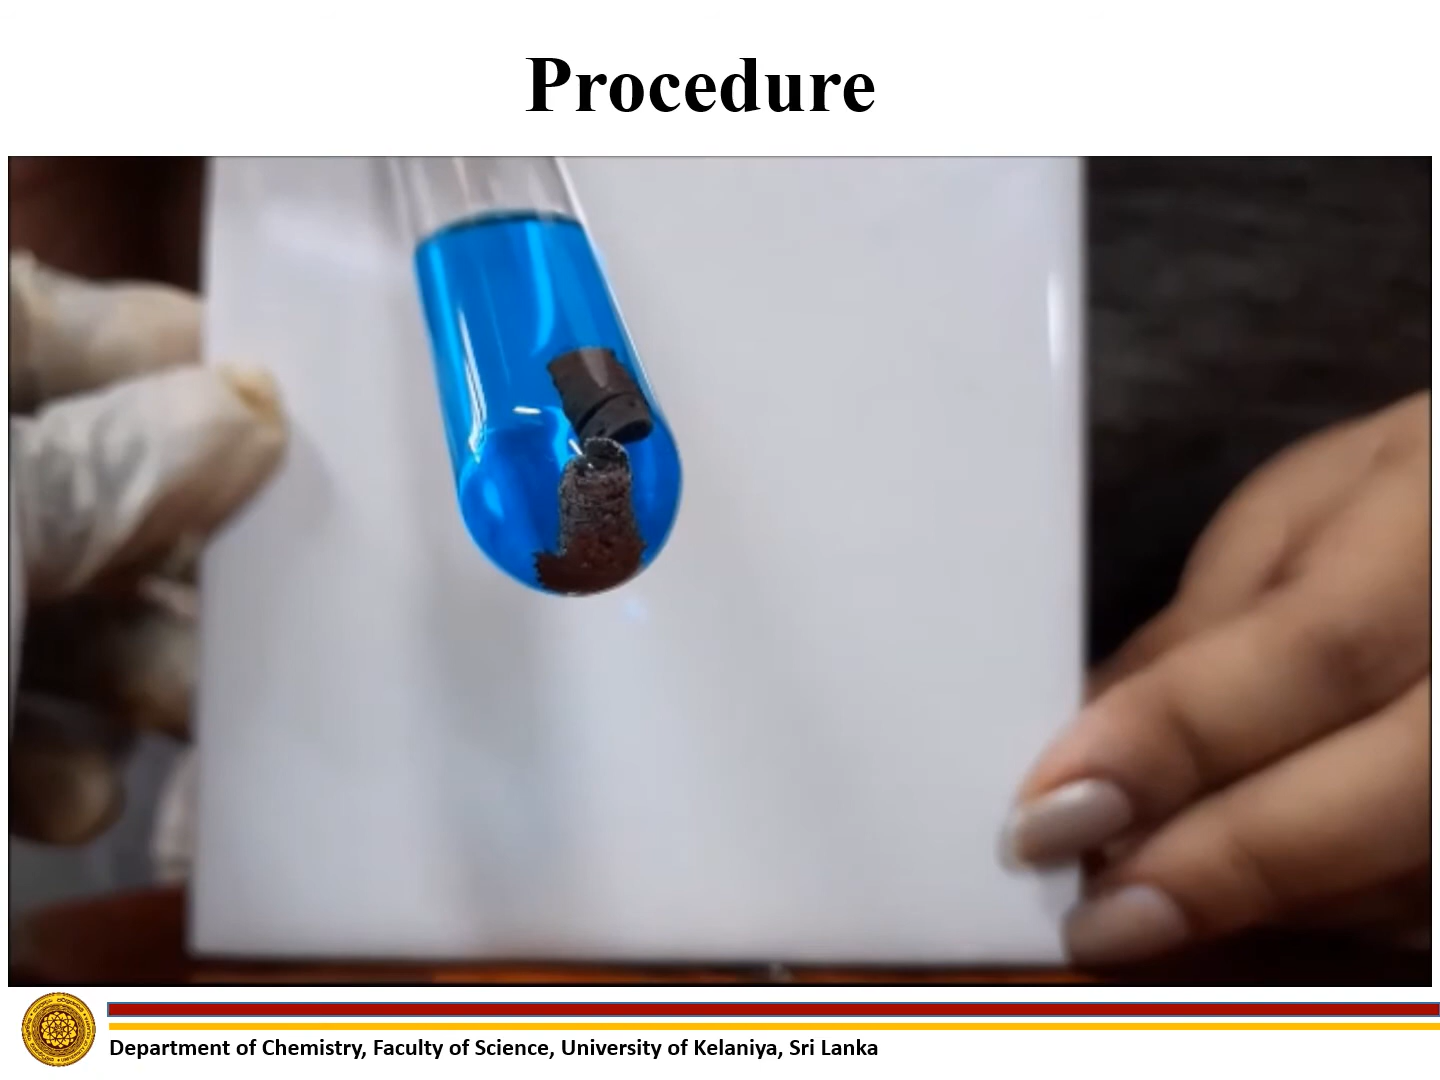 Procedure
Department of Chemistry, Faculty of Science, University of Kelaniya, Sri Lanka